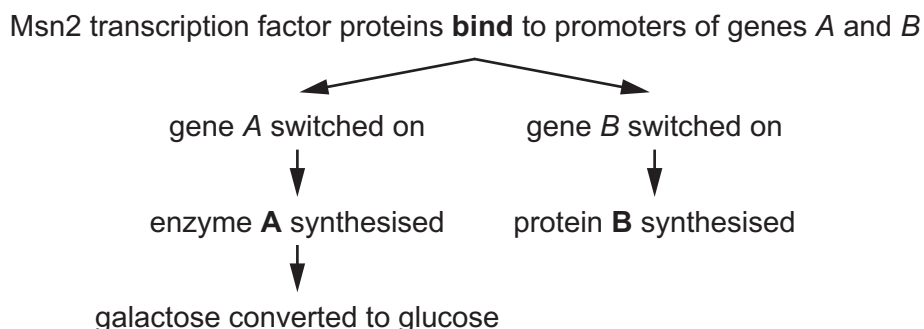 Msn2 transcription factor proteins bind to promoters of genes A and B
gene A switched on
gene B switched on
enzyme A synthesised
protein B synthesised
galactose converted to glucose